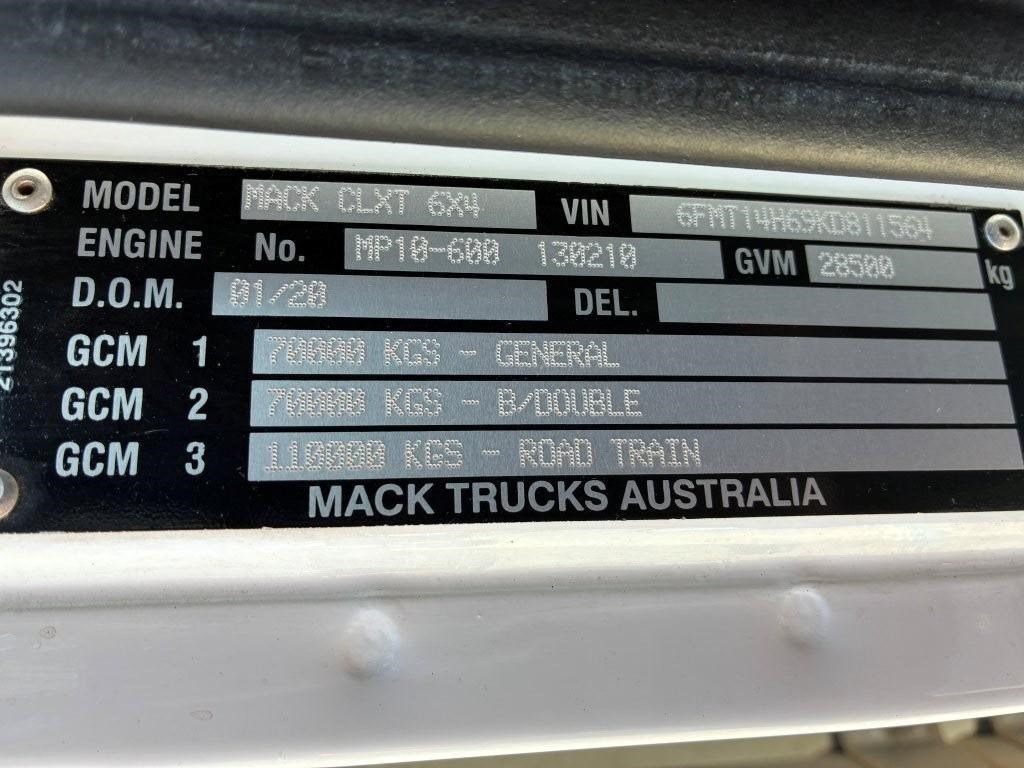 MODEL MACK CLXT 6X4 VIN 6FMT14H69KD811564
ENGINE No. MP10-600 130210 GVM 28500 kg
D.O.M. 01/20 DEL.
GCM 1 70000 KGS - GENERAL
GCM 2 70000 KGS - B/DOUBLE
GCM 3 110000 KGS - ROAD TRAIN
MACK TRUCKS AUSTRALIA
21396302